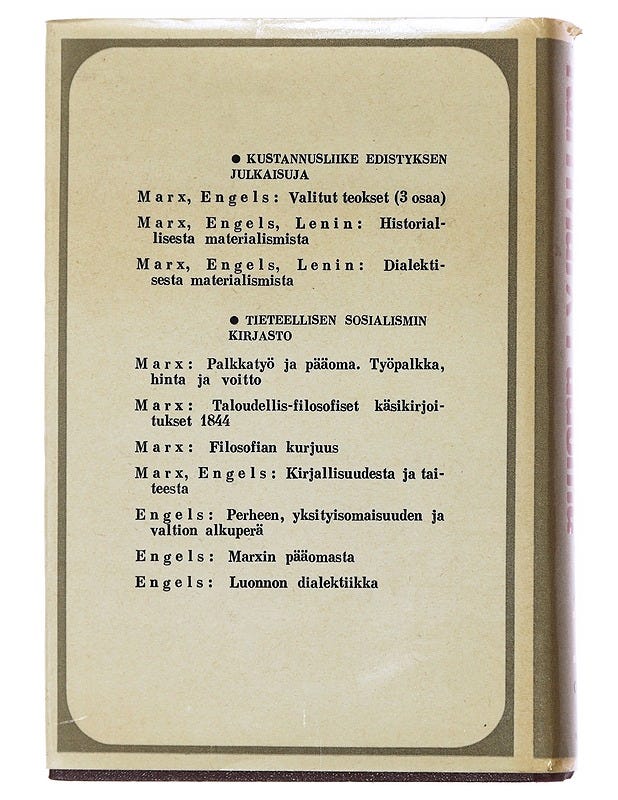 ● KUSTANNUSLIIKE EDISTYKSEN
JULKAISUJA
Marx, Engels: Valitut teokset (3 osaa)
Marx, Engels, Lenin: Historial-
lisesta materialismista
Marx, Engels, Lenin: Dialekti-
sesta materialismista
● TIETEELLISEN SOSIALISMIN
KIRJASTO
Marx: Palkkatyö ja pääoma. Työpalkka,
hinta ja voitto
Marx: Taloudellis-filosofiset käsikirjoi-
tukset 1844
Marx: Filosofian kurjuus
Marx, Engels: Kirjallisuudesta ja tai-
teesta
Engels: Perheen, yksityisomaisuuden ja
valtion alkuperä
Engels: Marxin pääomasta
Engels: Luonnon dialektiikka